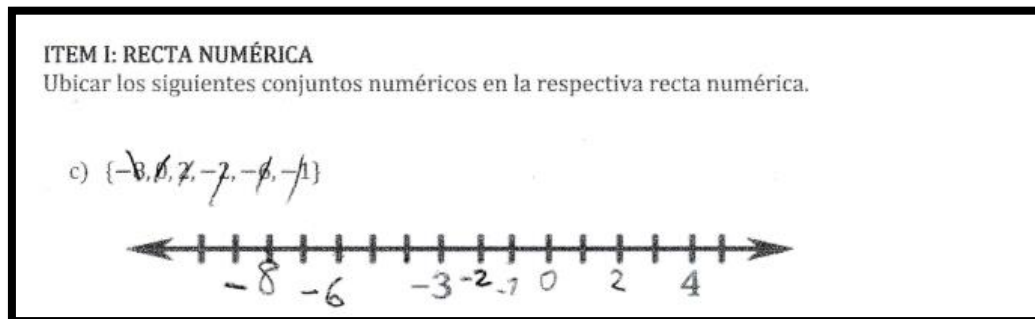 ITEM I: RECTA NUMÉRICA
Ubicar los siguientes conjuntos numéricos en la respectiva recta numérica.
c) {−8, 0, 2, −2, −6, −1}
-8 -6 −3 -2 -1 0 2 4